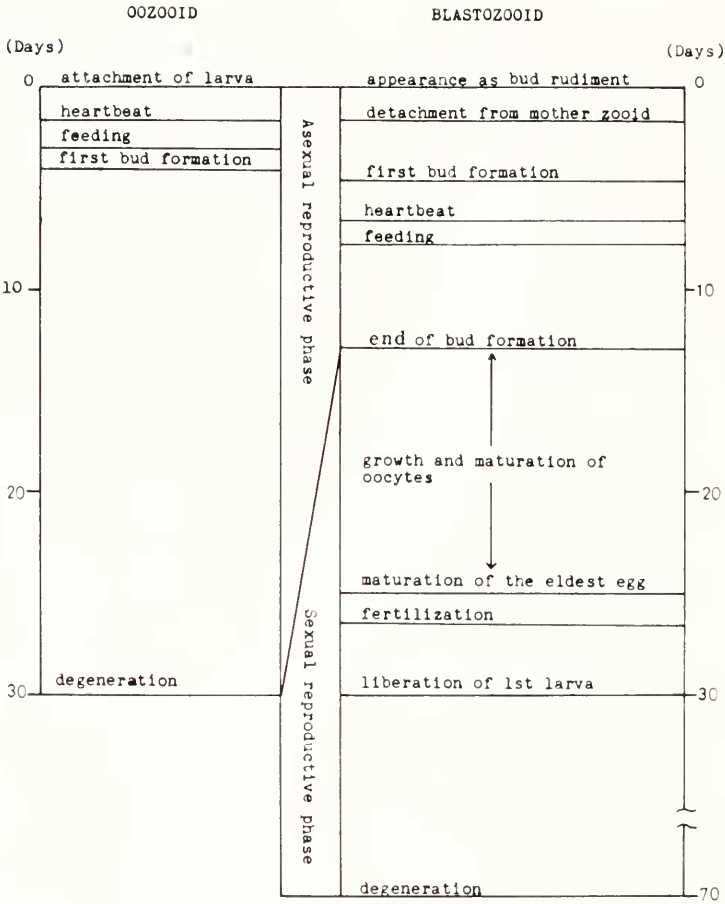 OOZOOID
BLASTOZOOID
(Days)
(Days)
0
attachment of larva
appearance as bud rudiment
0
heartbeat
detachment from mother zooid
feeding
first bud formation
first bud formation
heartbeat
feeding
Asexual reproductive phase
10
10
end of bud formation
growth and maturation of
oocytes
20
20
maturation of the eldest egg
fertilization
Sexual reproductive phase
30
degeneration
liberation of 1st larva
30
degeneration
70